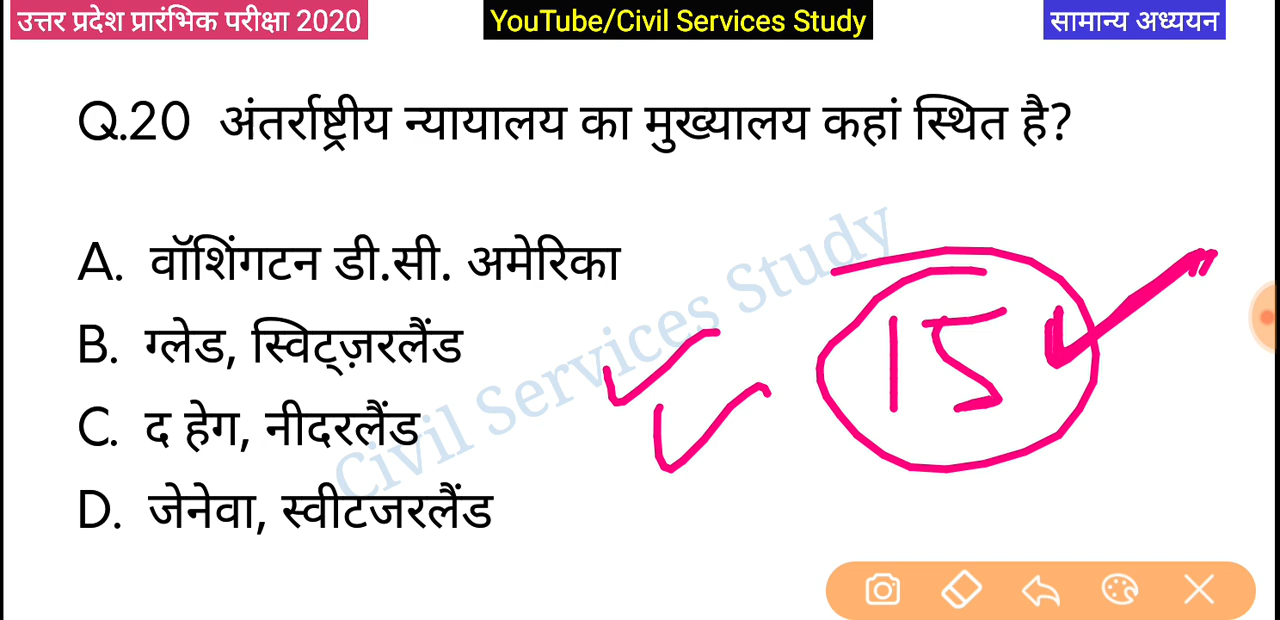 उत्तर प्रदेश प्रारंभिक परीक्षा 2020
YouTube/Civil Services Study
सामान्य अध्ययन
Q.20 अंतर्राष्ट्रीय न्यायालय का मुख्यालय कहां स्थित है?
A. वॉशिंगटन डी.सी. अमेरिका
B. ग्लेड, स्विट्ज़रलैंड
C. द हेग, नीदरलैंड
D. जेनेवा, स्वीटजरलैंड
Civil Services Study
15